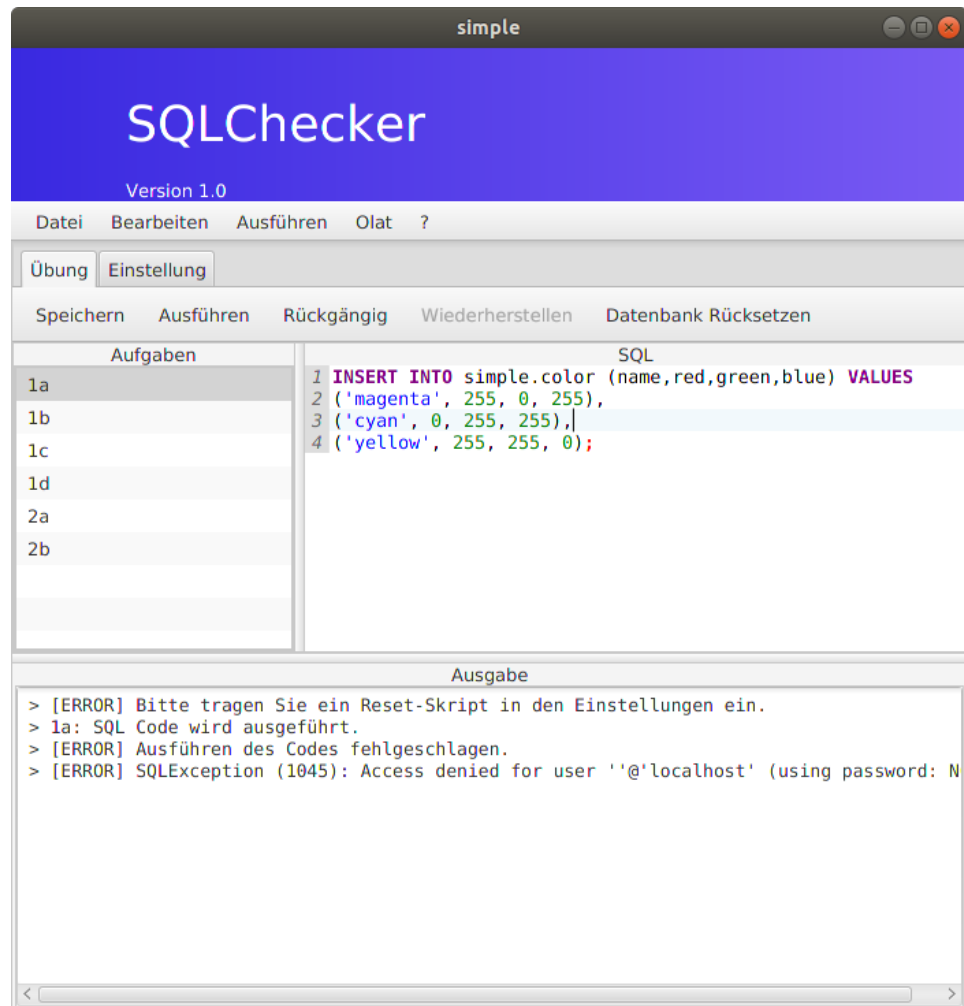 simple
SQLChecker
Version 1.0
Datei Bearbeiten Ausführen Olat ?
Übung Einstellung
Speichern Ausführen Rückgängig Wiederherstellen Datenbank Rücksetzen
Aufgaben
1a
1b
1c
1d
2a
2b
SQL
1 INSERT INTO simple.color (name,red,green,blue) VALUES
2 ('magenta', 255, 0, 255),
3 ('cyan', 0, 255, 255),
4 ('yellow', 255, 255, 0);
Ausgabe
> [ERROR] Bitte tragen Sie ein Reset-Skript in den Einstellungen ein.
> 1a: SQL Code wird ausgeführt.
> [ERROR] Ausführen des Codes fehlgeschlagen.
> [ERROR] SQLException (1045): Access denied for user ''@'localhost' (using password: N